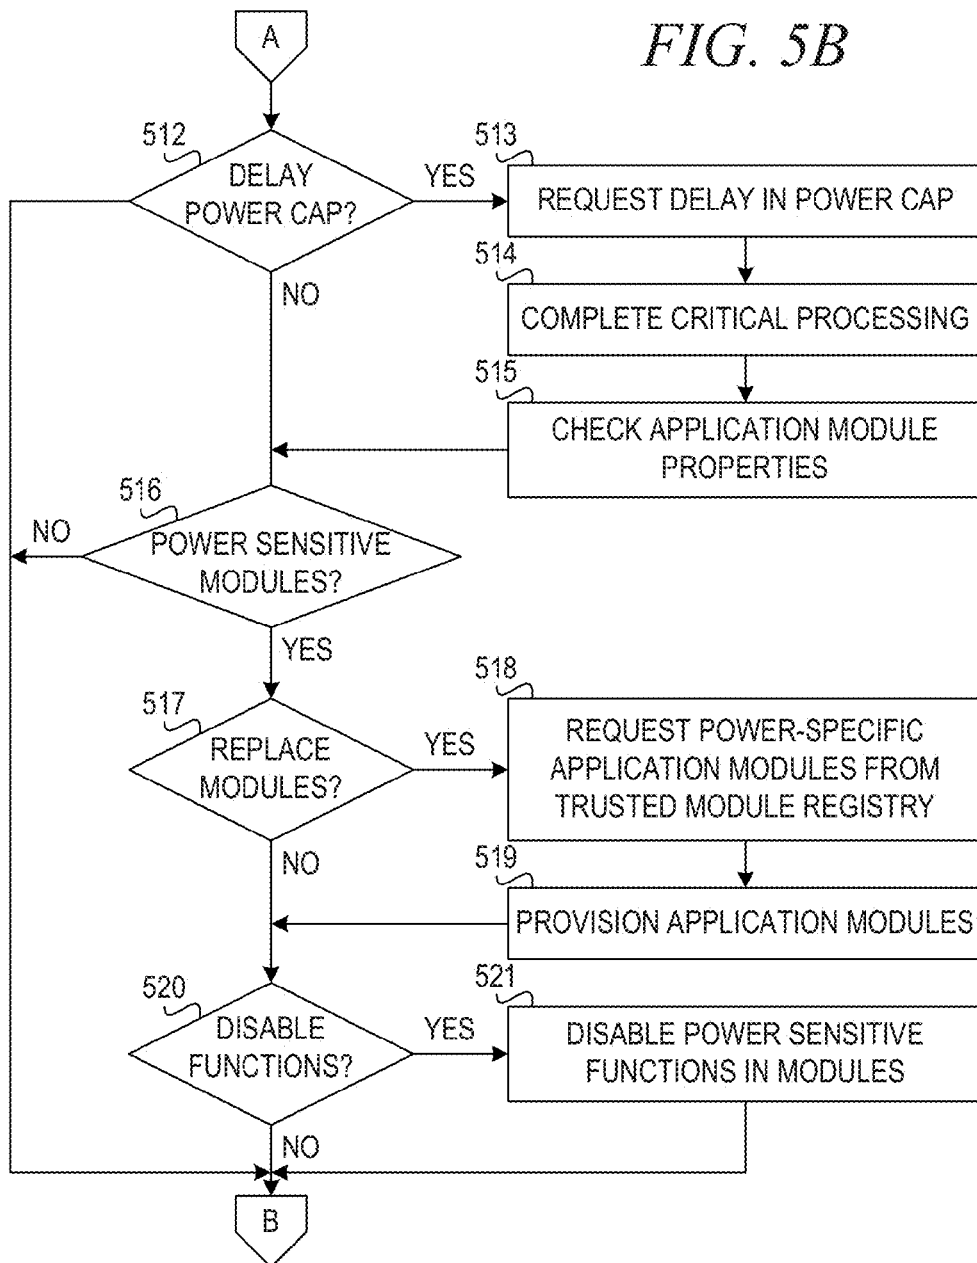 A
FIG. 5B
512
DELAY
POWER CAP?
YES
513
REQUEST DELAY IN POWER CAP
NO
514
COMPLETE CRITICAL PROCESSING
515
CHECK APPLICATION MODULE
PROPERTIES
516
NO
POWER SENSITIVE
MODULES?
YES
517
REPLACE
MODULES?
YES
518
REQUEST POWER-SPECIFIC
APPLICATION MODULES FROM
TRUSTED MODULE REGISTRY
NO
519
PROVISION APPLICATION MODULES
520
DISABLE
FUNCTIONS?
YES
521
DISABLE POWER SENSITIVE
FUNCTIONS IN MODULES
NO
B